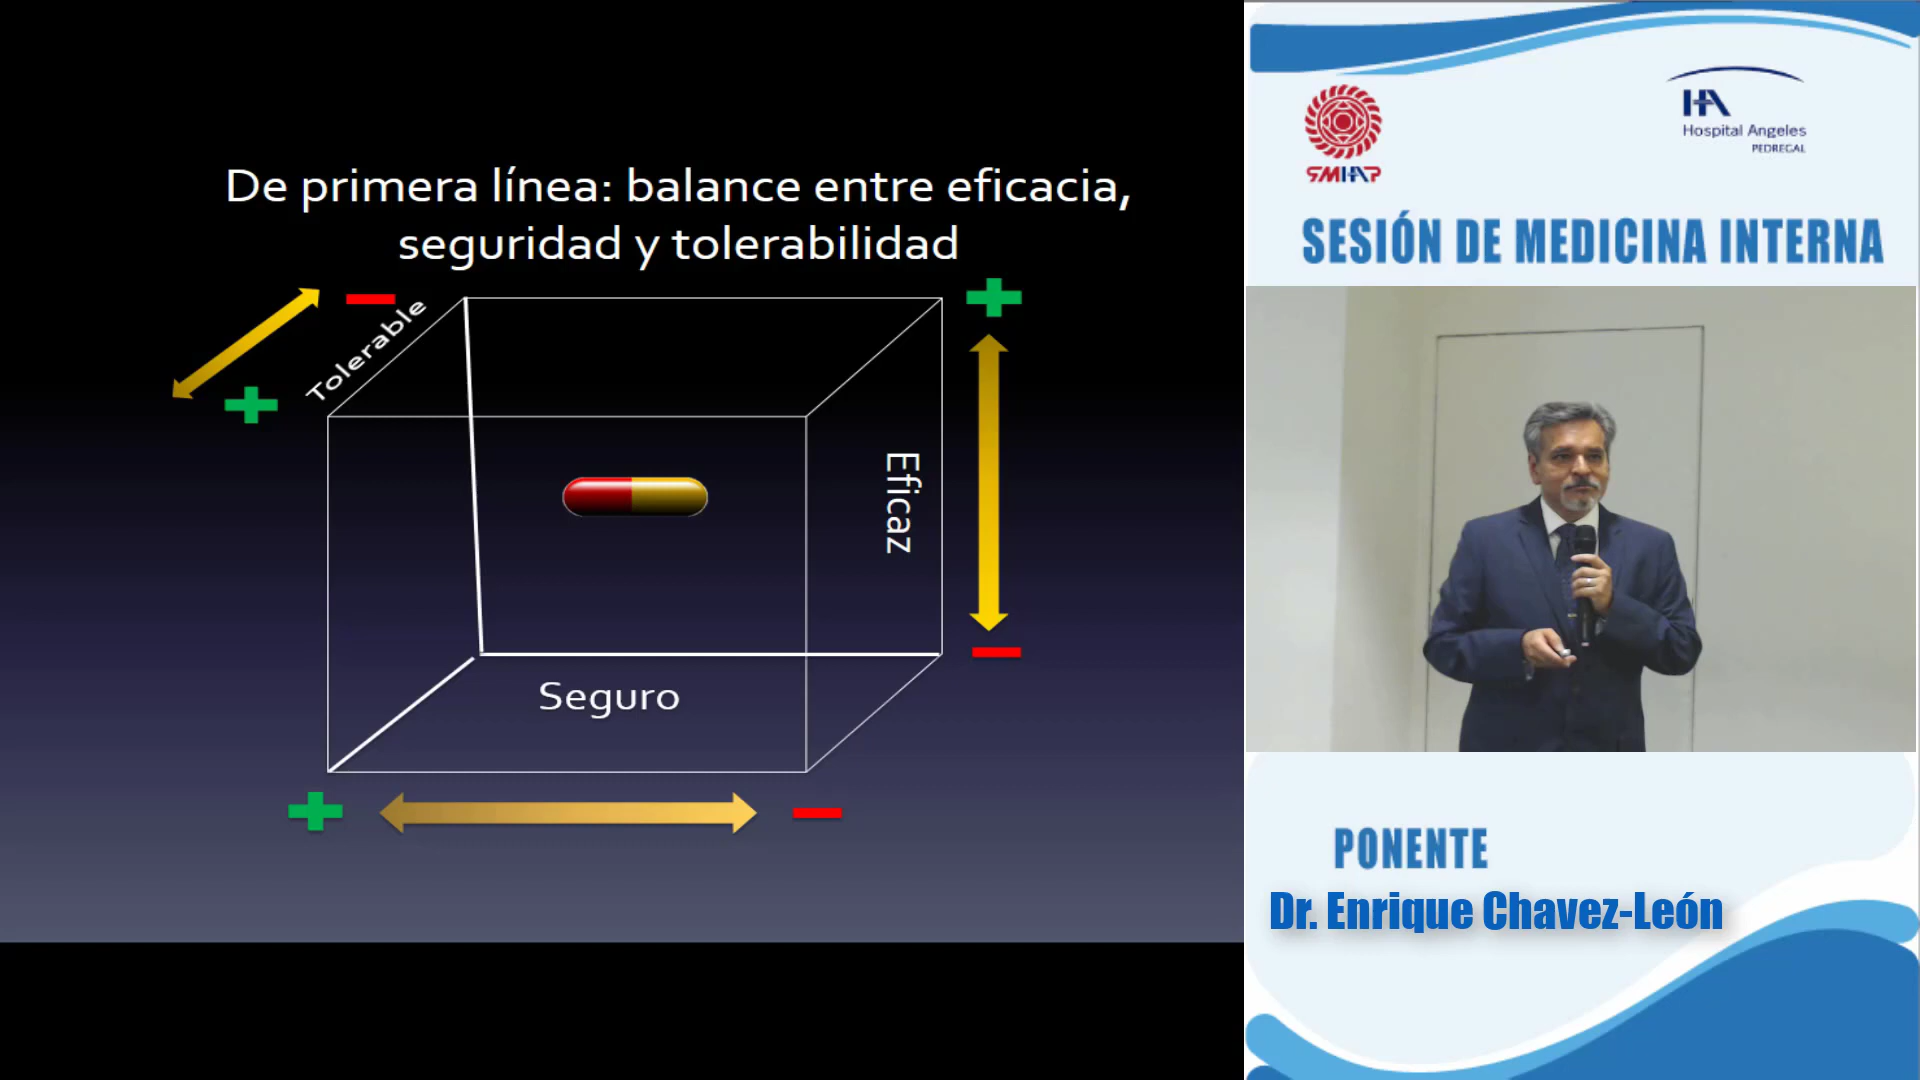 De primera línea: balance entre eficacia,
seguridad y tolerabilidad
Tolerable
Eficaz
Seguro
SMIHAP
HA
Hospital Angeles
PEDREGAL
SESIÓN DE MEDICINA INTERNA
PONENTE
Dr. Enrique Chavez-León